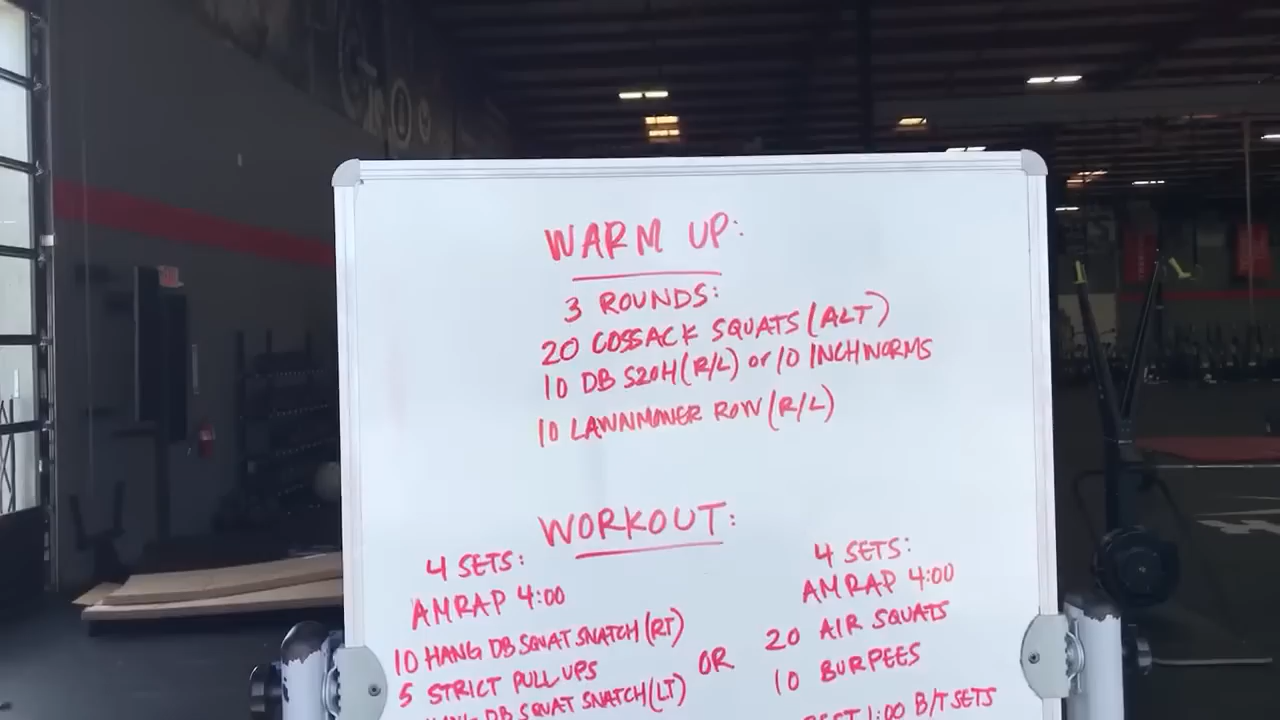 WARM UP:
3 ROUNDS:
20 COSSACK SQUATS (ALT)
10 DB S2OH (R/L) or 10 INCHWORMS
10 LAWNMOWER ROW (R/L)
WORKOUT:
4 SETS:
AMRAP 4:00
10 HANG DB SQUAT SNATCH (RT)
5 STRICT PULL UPS
HANG DB SQUAT SNATCH (LT)
OR
4 SETS:
AMRAP 4:00
20 AIR SQUATS
10 BURPEES
REST 1:00 B/T SETS